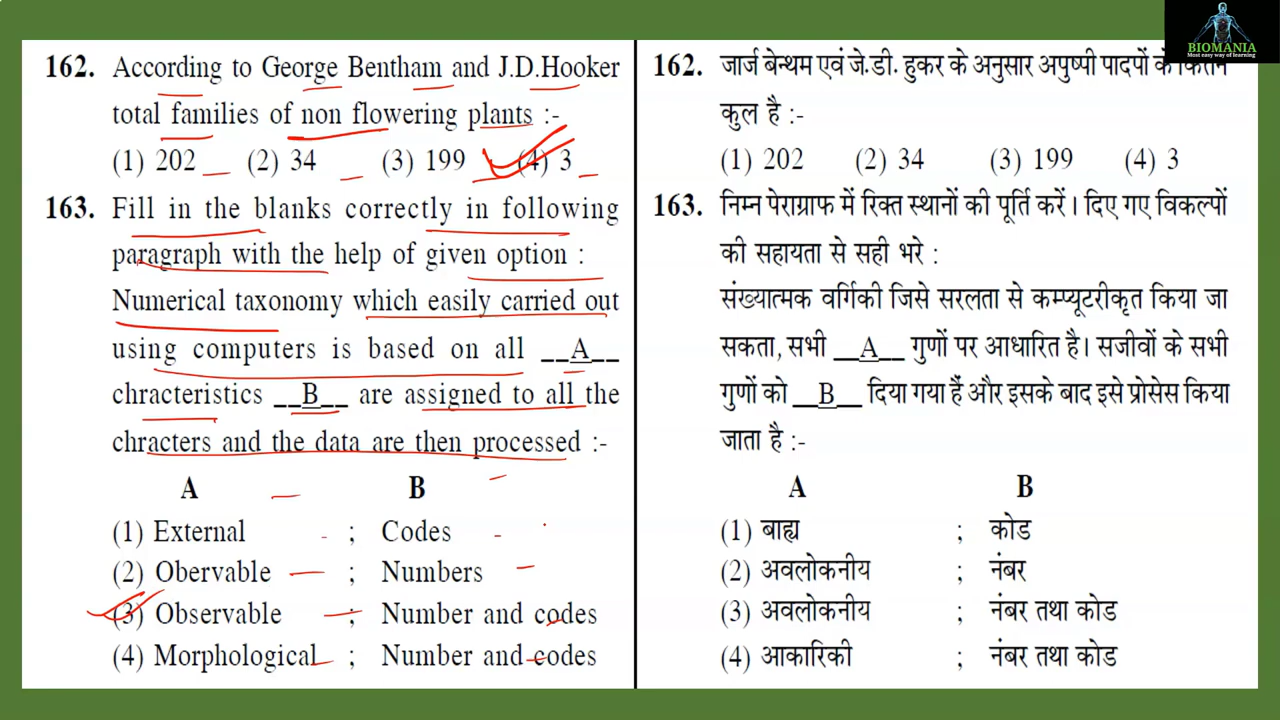 BIOMANIA
Most easy way of learning
162. According to George Bentham and J.D.Hooker
total families of non flowering plants :-
(1) 202 (2) 34 (3) 199 (4) 3
163. Fill in the blanks correctly in following
paragraph with the help of given option :
Numerical taxonomy which easily carried out
using computers is based on all __A__
chracteristics __B__ are assigned to all the
chracters and the data are then processed :-
A B
(1) External ; Codes
(2) Obervable ; Numbers
(3) Observable ; Number and codes
(4) Morphological ; Number and codes
162. जार्ज बेन्थम एवं जे.डी. हुकर के अनुसार अपुष्पी पादपों के कितने
कुल है :-
(1) 202 (2) 34 (3) 199 (4) 3
163. निम्न पेराग्राफ में रिक्त स्थानों की पूर्ति करें। दिए गए विकल्पों
की सहायता से सही भरे :
संख्यात्मक वर्गिकी जिसे सरलता से कम्प्यूटरीकृत किया जा
सकता, सभी __A__ गुणों पर आधारित है। सजीवों के सभी
गुणों को __B__ दिया गया हैं और इसके बाद इसे प्रोसेस किया
जाता है :-
A B
(1) बाह्य ; कोड
(2) अवलोकनीय ; नंबर
(3) अवलोकनीय ; नंबर तथा कोड
(4) आकारिकी ; नंबर तथा कोड